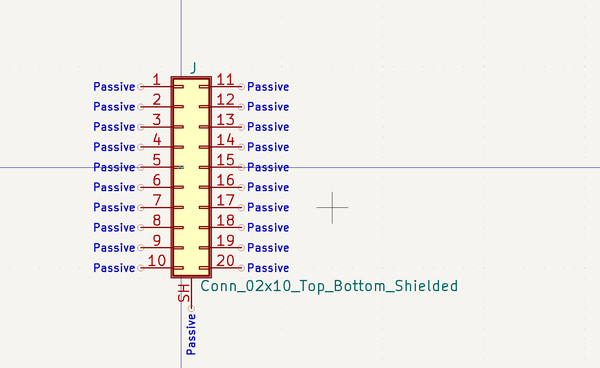 J
Passive 1 11 Passive
Passive 2 12 Passive
Passive 3 13 Passive
Passive 4 14 Passive
Passive 5 15 Passive
Passive 6 16 Passive
Passive 7 17 Passive
Passive 8 18 Passive
Passive 9 19 Passive
Passive 10 20 Passive
SH
Conn_02x10_Top_Bottom_Shielded
Passive